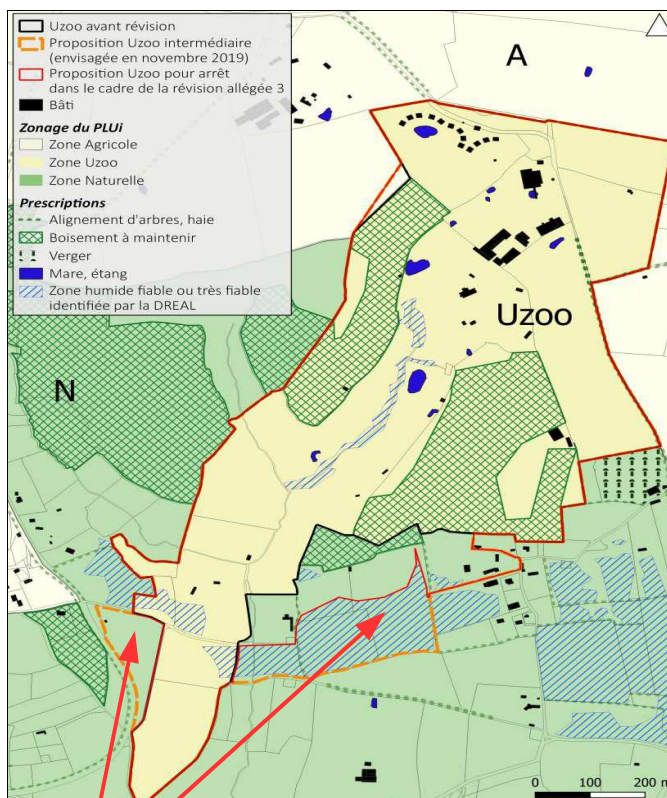 Uzoo avant révision
Proposition Uzoo intermédiaire
(envisagée en novembre 2019)
Proposition Uzoo pour arrêt
dans le cadre de la révision allégée 3
Bâti
Zonage du PLUi
Zone Agricole
Zone Uzoo
Zone Naturelle
Prescriptions
Alignement d'arbres, haie
Boisement à maintenir
Verger
Mare, étang
Zone humide fiable ou très fiable
identifiée par la DREAL
A
Uzoo
N
0 100 200 m